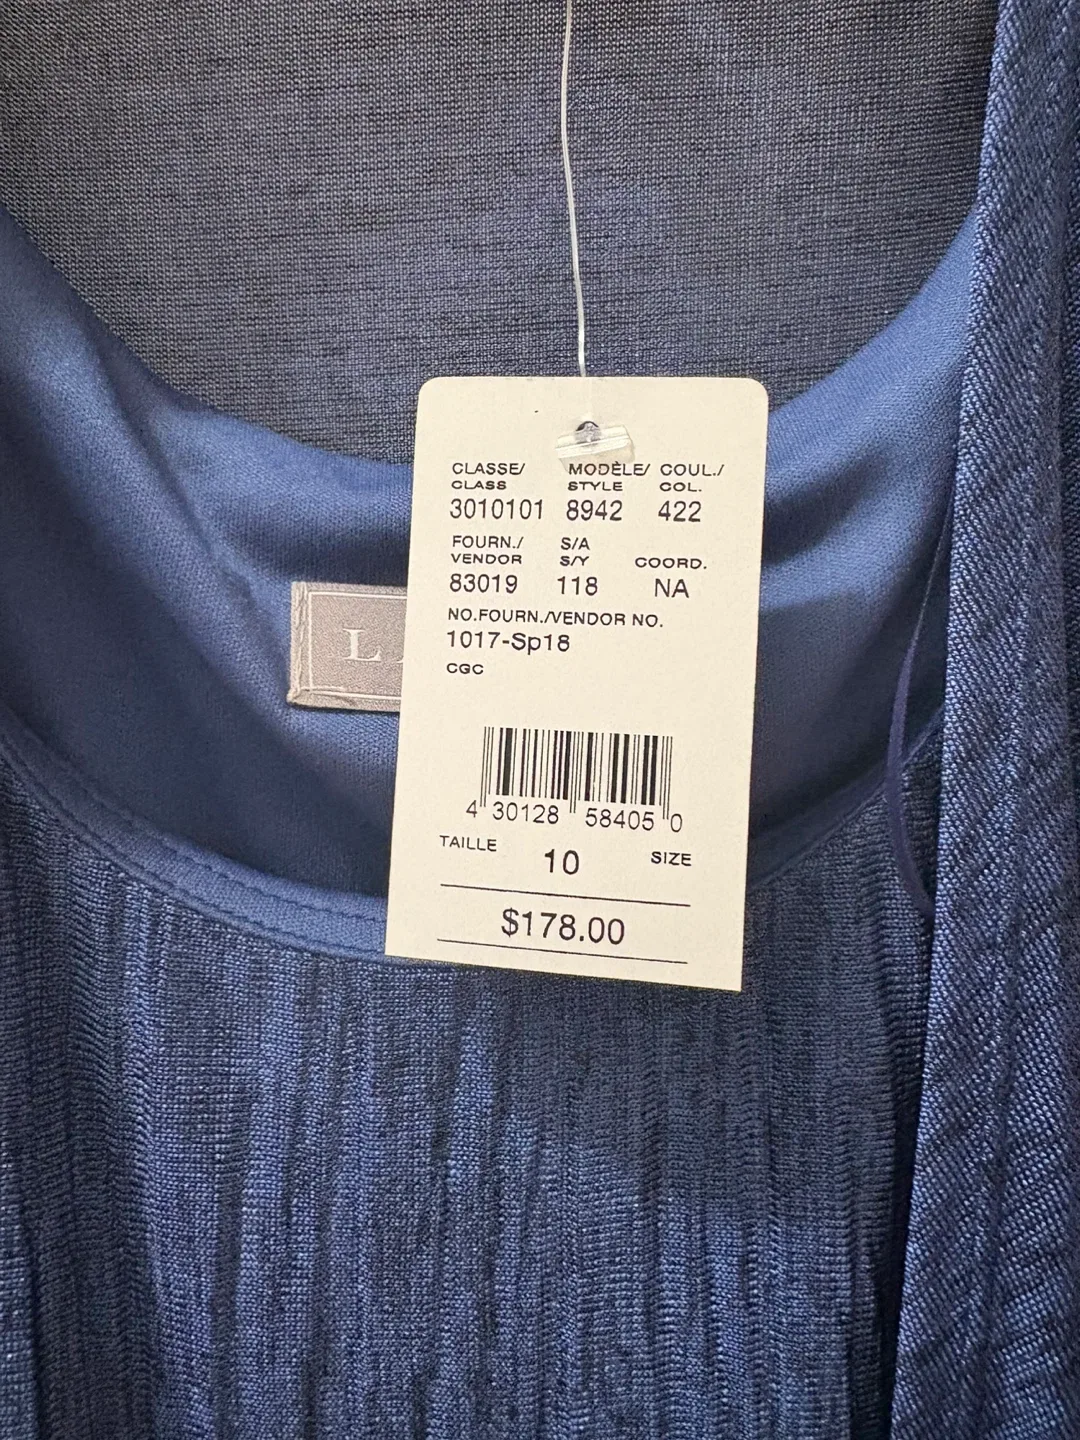 CLASSE/ MODÈLE/ COUL./
CLASS STYLE COL.
3010101 8942 422
FOURN./ S/A
VENDOR S/Y COORD.
83019 118 NA
NO.FOURN./VENDOR NO.
1017-Sp18
CGC
4 30128 58405 0
TAILLE 10 SIZE
$178.00
L